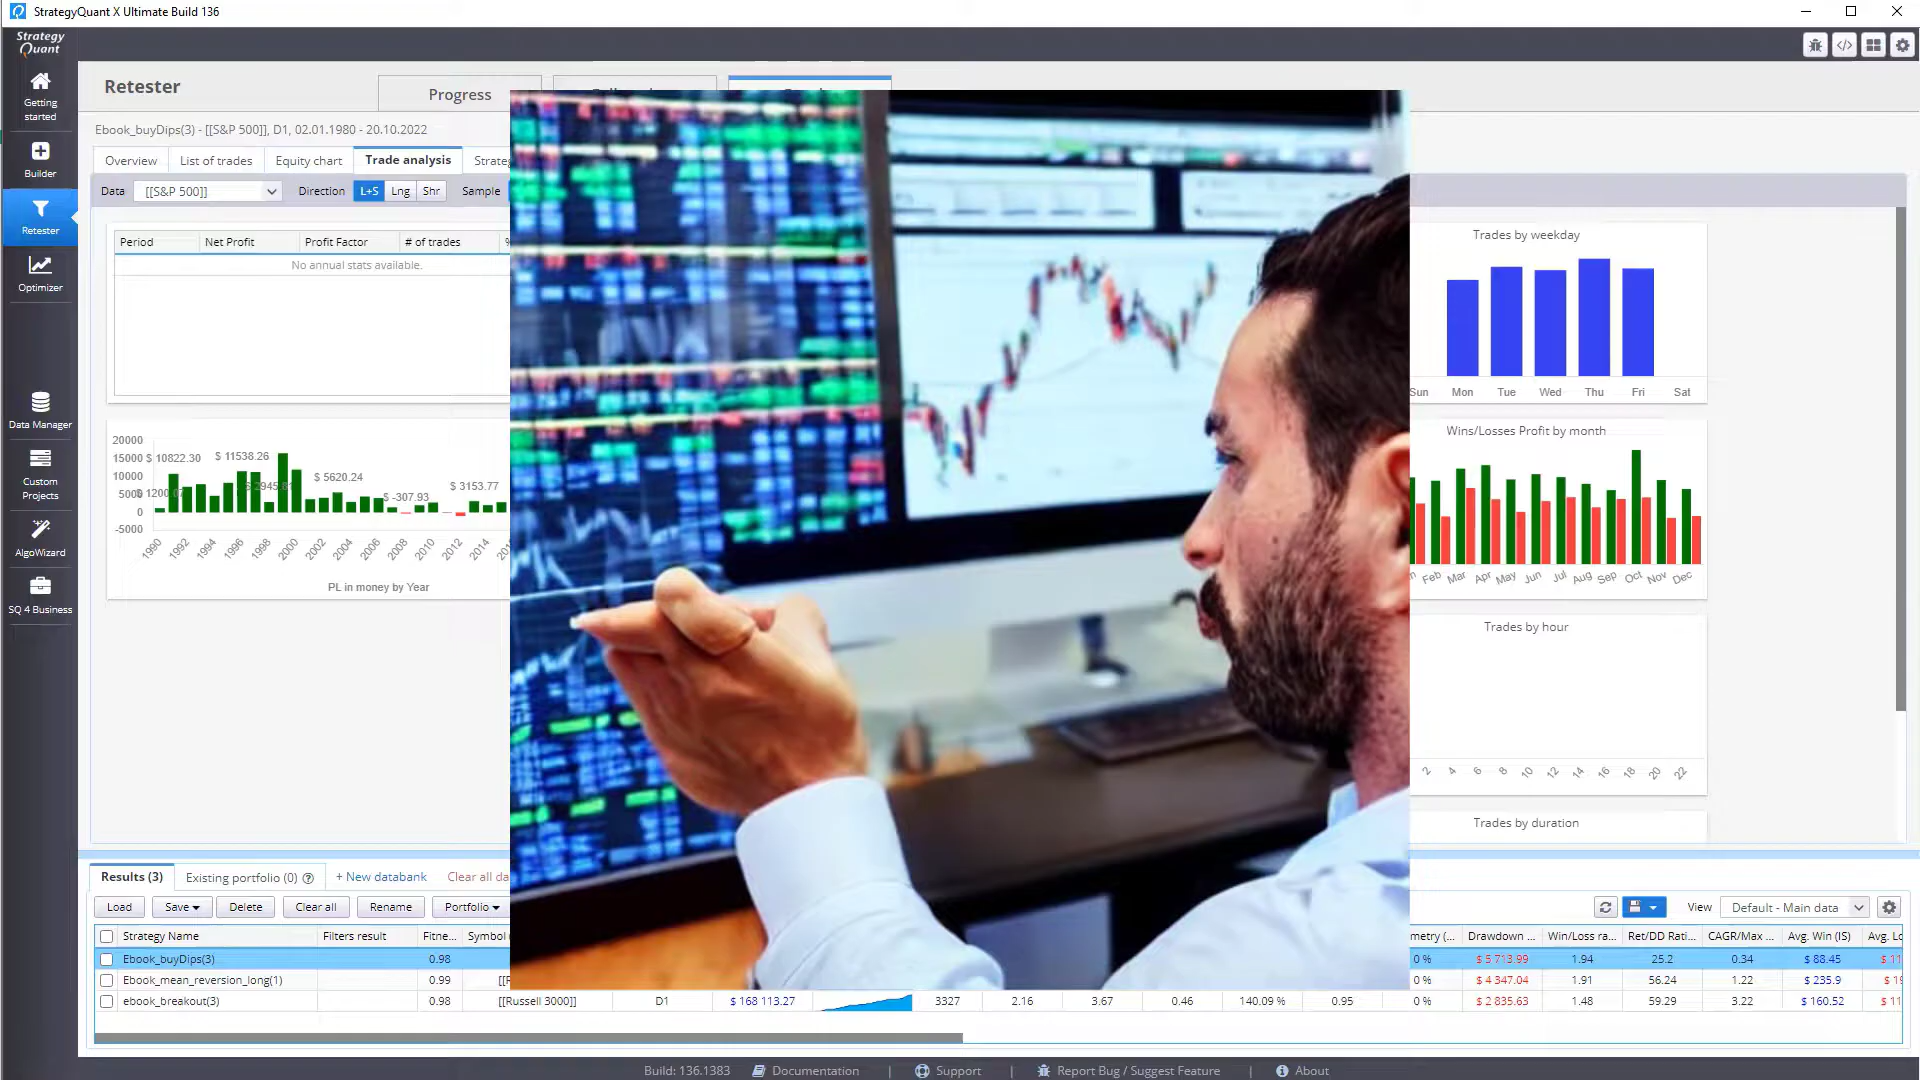 StrategyQuant X Ultimate Build 136
Strategy
Quant
Getting
started
Builder
Retester
Optimizer
Data Manager
Custom
Projects
AlgoWizard
SQ 4 Business
Retester
Progress
Ebook_buyDips(3) - [[S&P 500]], D1, 02.01.1980 - 20.10.2022
Overview List of trades Equity chart Trade analysis
Data [[S&P 500]] Direction L+S Lng Shr Sample
Period Net Profit Profit Factor # of trades
No annual stats available.
20000
15000
10000
5000
0
-5000
$ 10822.30
$ 11538.26
$ 5620.24
$ -307.93
$ 3153.77
1990 1992 1994 1996 1998 2000 2002 2004 2006 2008 2010 2012 2014
PL in money by Year
Trades by weekday
Sun Mon Tue Wed Thu Fri Sat
Wins/Losses Profit by month
Feb Mar Apr May Jun Jul Aug Sep Oct Nov Dec
Trades by hour
2 4 6 8 10 12 14 16 18 20 22
Trades by duration
Results (3) Existing portfolio (0) + New databank Clear all da
Load Save Delete Clear all Rename Portfolio
View Default - Main data
Strategy Name Filters result Fitne... Symbol metry (... Drawdown ... Win/Loss ra... Ret/DD Rati... CAGR/Max ... Avg. Win (IS) Avg. Lo
Ebook_buyDips(3) 0.98 0 % $ 5 713.99 1.94 25.2 0.34 $ 88.45 $ 11
Ebook_mean_reversion_long(1) 0.99 0 % $ 4 347.04 1.91 56.24 1.22 $ 235.9 $ 19
ebook_breakout(3) 0.98 [[Russell 3000]] D1 $ 168 113.27 3327 2.16 3.67 0.46 140.09 % 0.95 0 % $ 2 835.63 1.48 59.29 3.22 $ 160.52 $ 11
Build: 136.1383 Documentation | Support | Report Bug / Suggest Feature | About